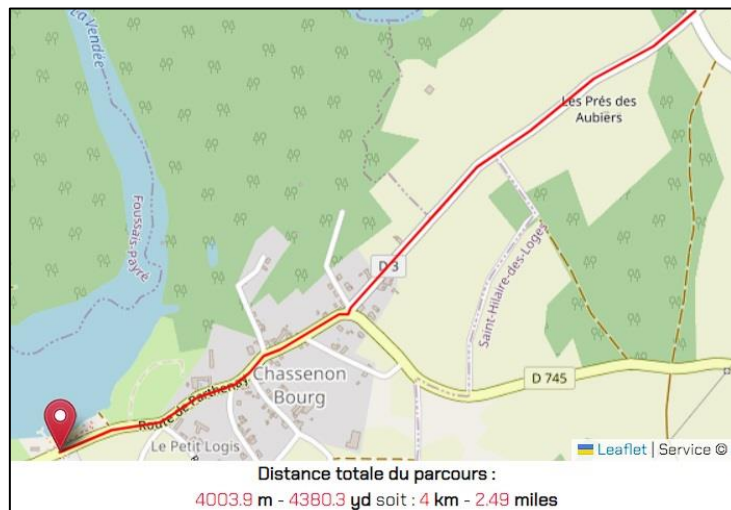 La Vendée
Foussais-Payré
Les Prés des
Aubiers
D 3
Saint-Hilaire-des-Loges
Chassenon
Bourg
D 745
Route de Parthenay
Le Petit Logis
Leaflet | Service ©
Distance totale du parcours :
4003.9 m - 4380.3 yd soit : 4 km - 2.49 miles